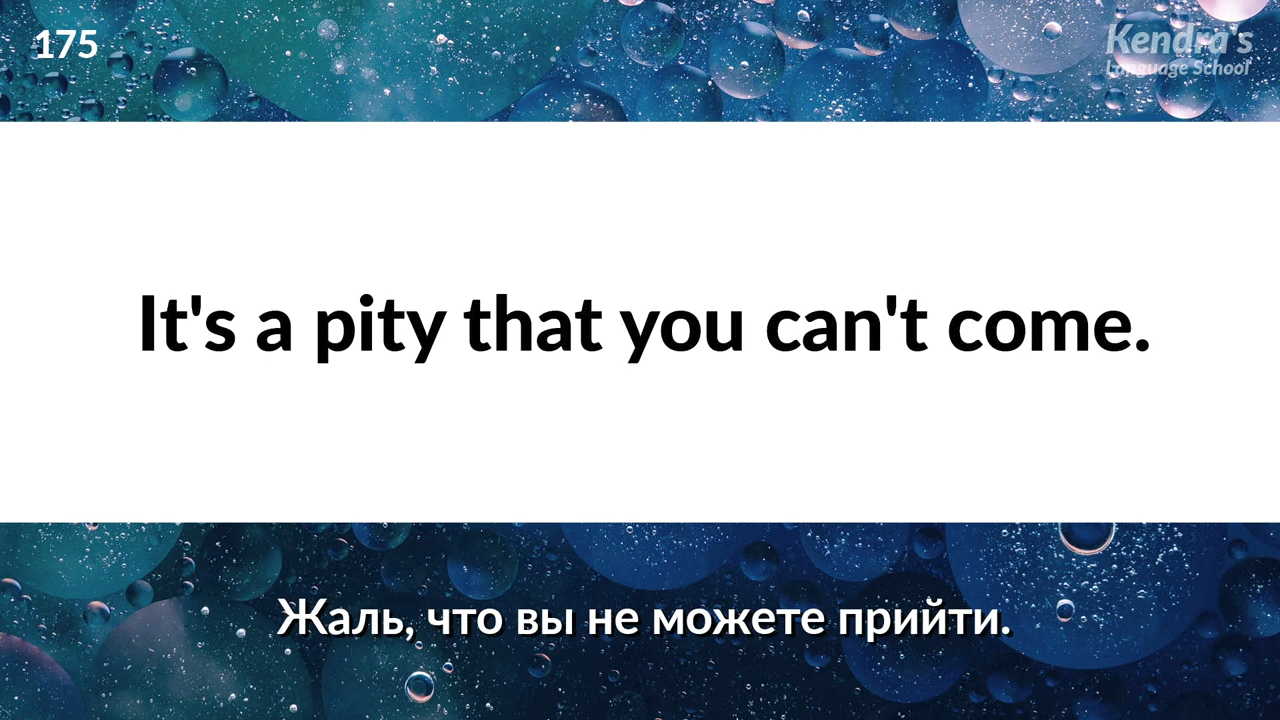 175
Kendra's
Language School
It's a pity that you can't come.
Жаль, что вы не можете прийти.